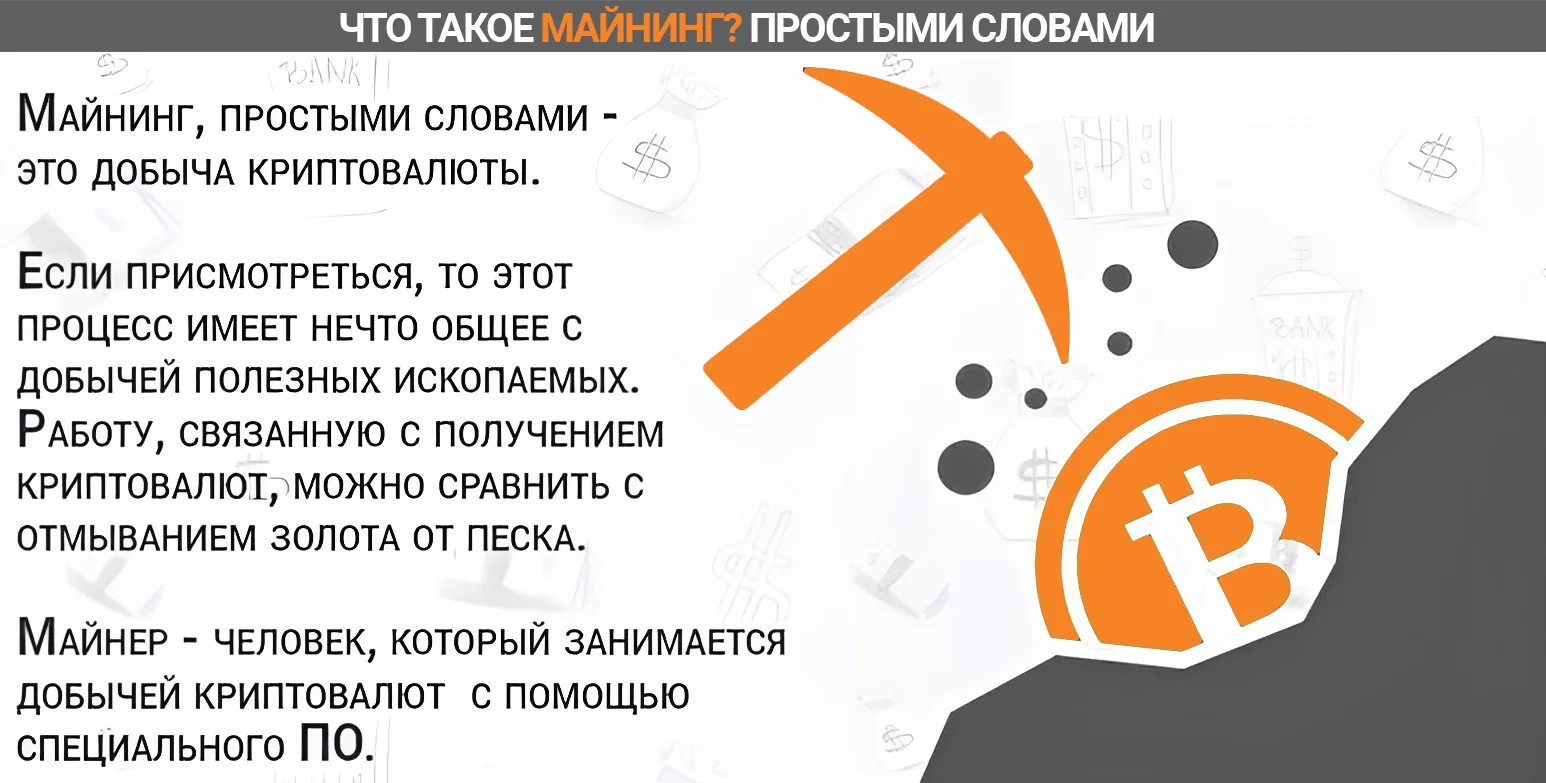 ЧТО ТАКОЕ МАЙНИНГ? ПРОСТЫМИ СЛОВАМИ
BANK
Майнинг, простыми словами -
это добыча криптовалюты.
Если присмотреться, то этот
процесс имеет нечто общее с
добычей полезных ископаемых.
Работу, связанную с получением
криптовалют, можно сравнить с
отмыванием золота от песка.
Майнер - человек, который занимается
добычей криптовалют с помощью
специального ПО.